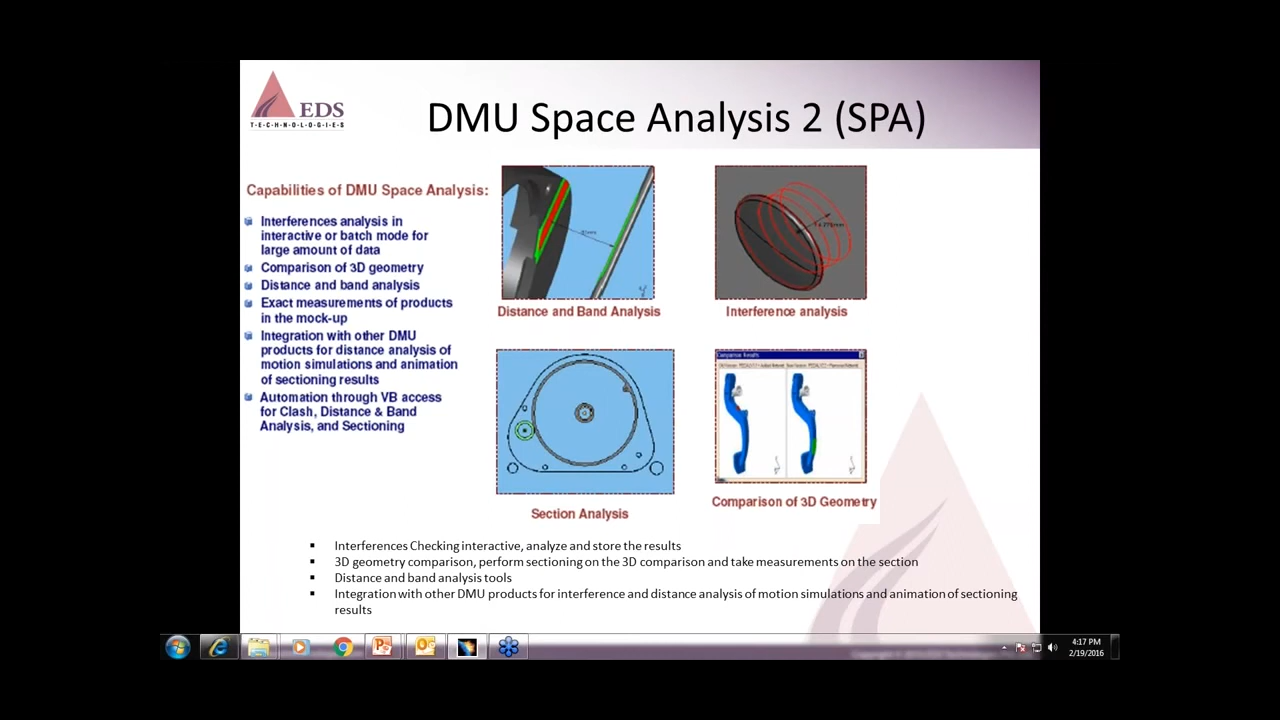 EDS
T·E·C·H·N·O·L·O·G·I·E·S
DMU Space Analysis 2 (SPA)
Capabilities of DMU Space Analysis:
Interferences analysis in
interactive or batch mode for
large amount of data
Comparison of 3D geometry
Distance and band analysis
Exact measurements of products
in the mock-up
Integration with other DMU
products for distance analysis of
motion simulations and animation
of sectioning results
Automation through VB access
for Clash, Distance & Band
Analysis, and Sectioning
Distance and Band Analysis
Interference analysis
Comparison Results
Section Analysis
Comparison of 3D Geometry
▪ Interferences Checking interactive, analyze and store the results
▪ 3D geometry comparison, perform sectioning on the 3D comparison and take measurements on the section
▪ Distance and band analysis tools
▪ Integration with other DMU products for interference and distance analysis of motion simulations and animation of sectioning
results
4:17 PM
2/19/2016